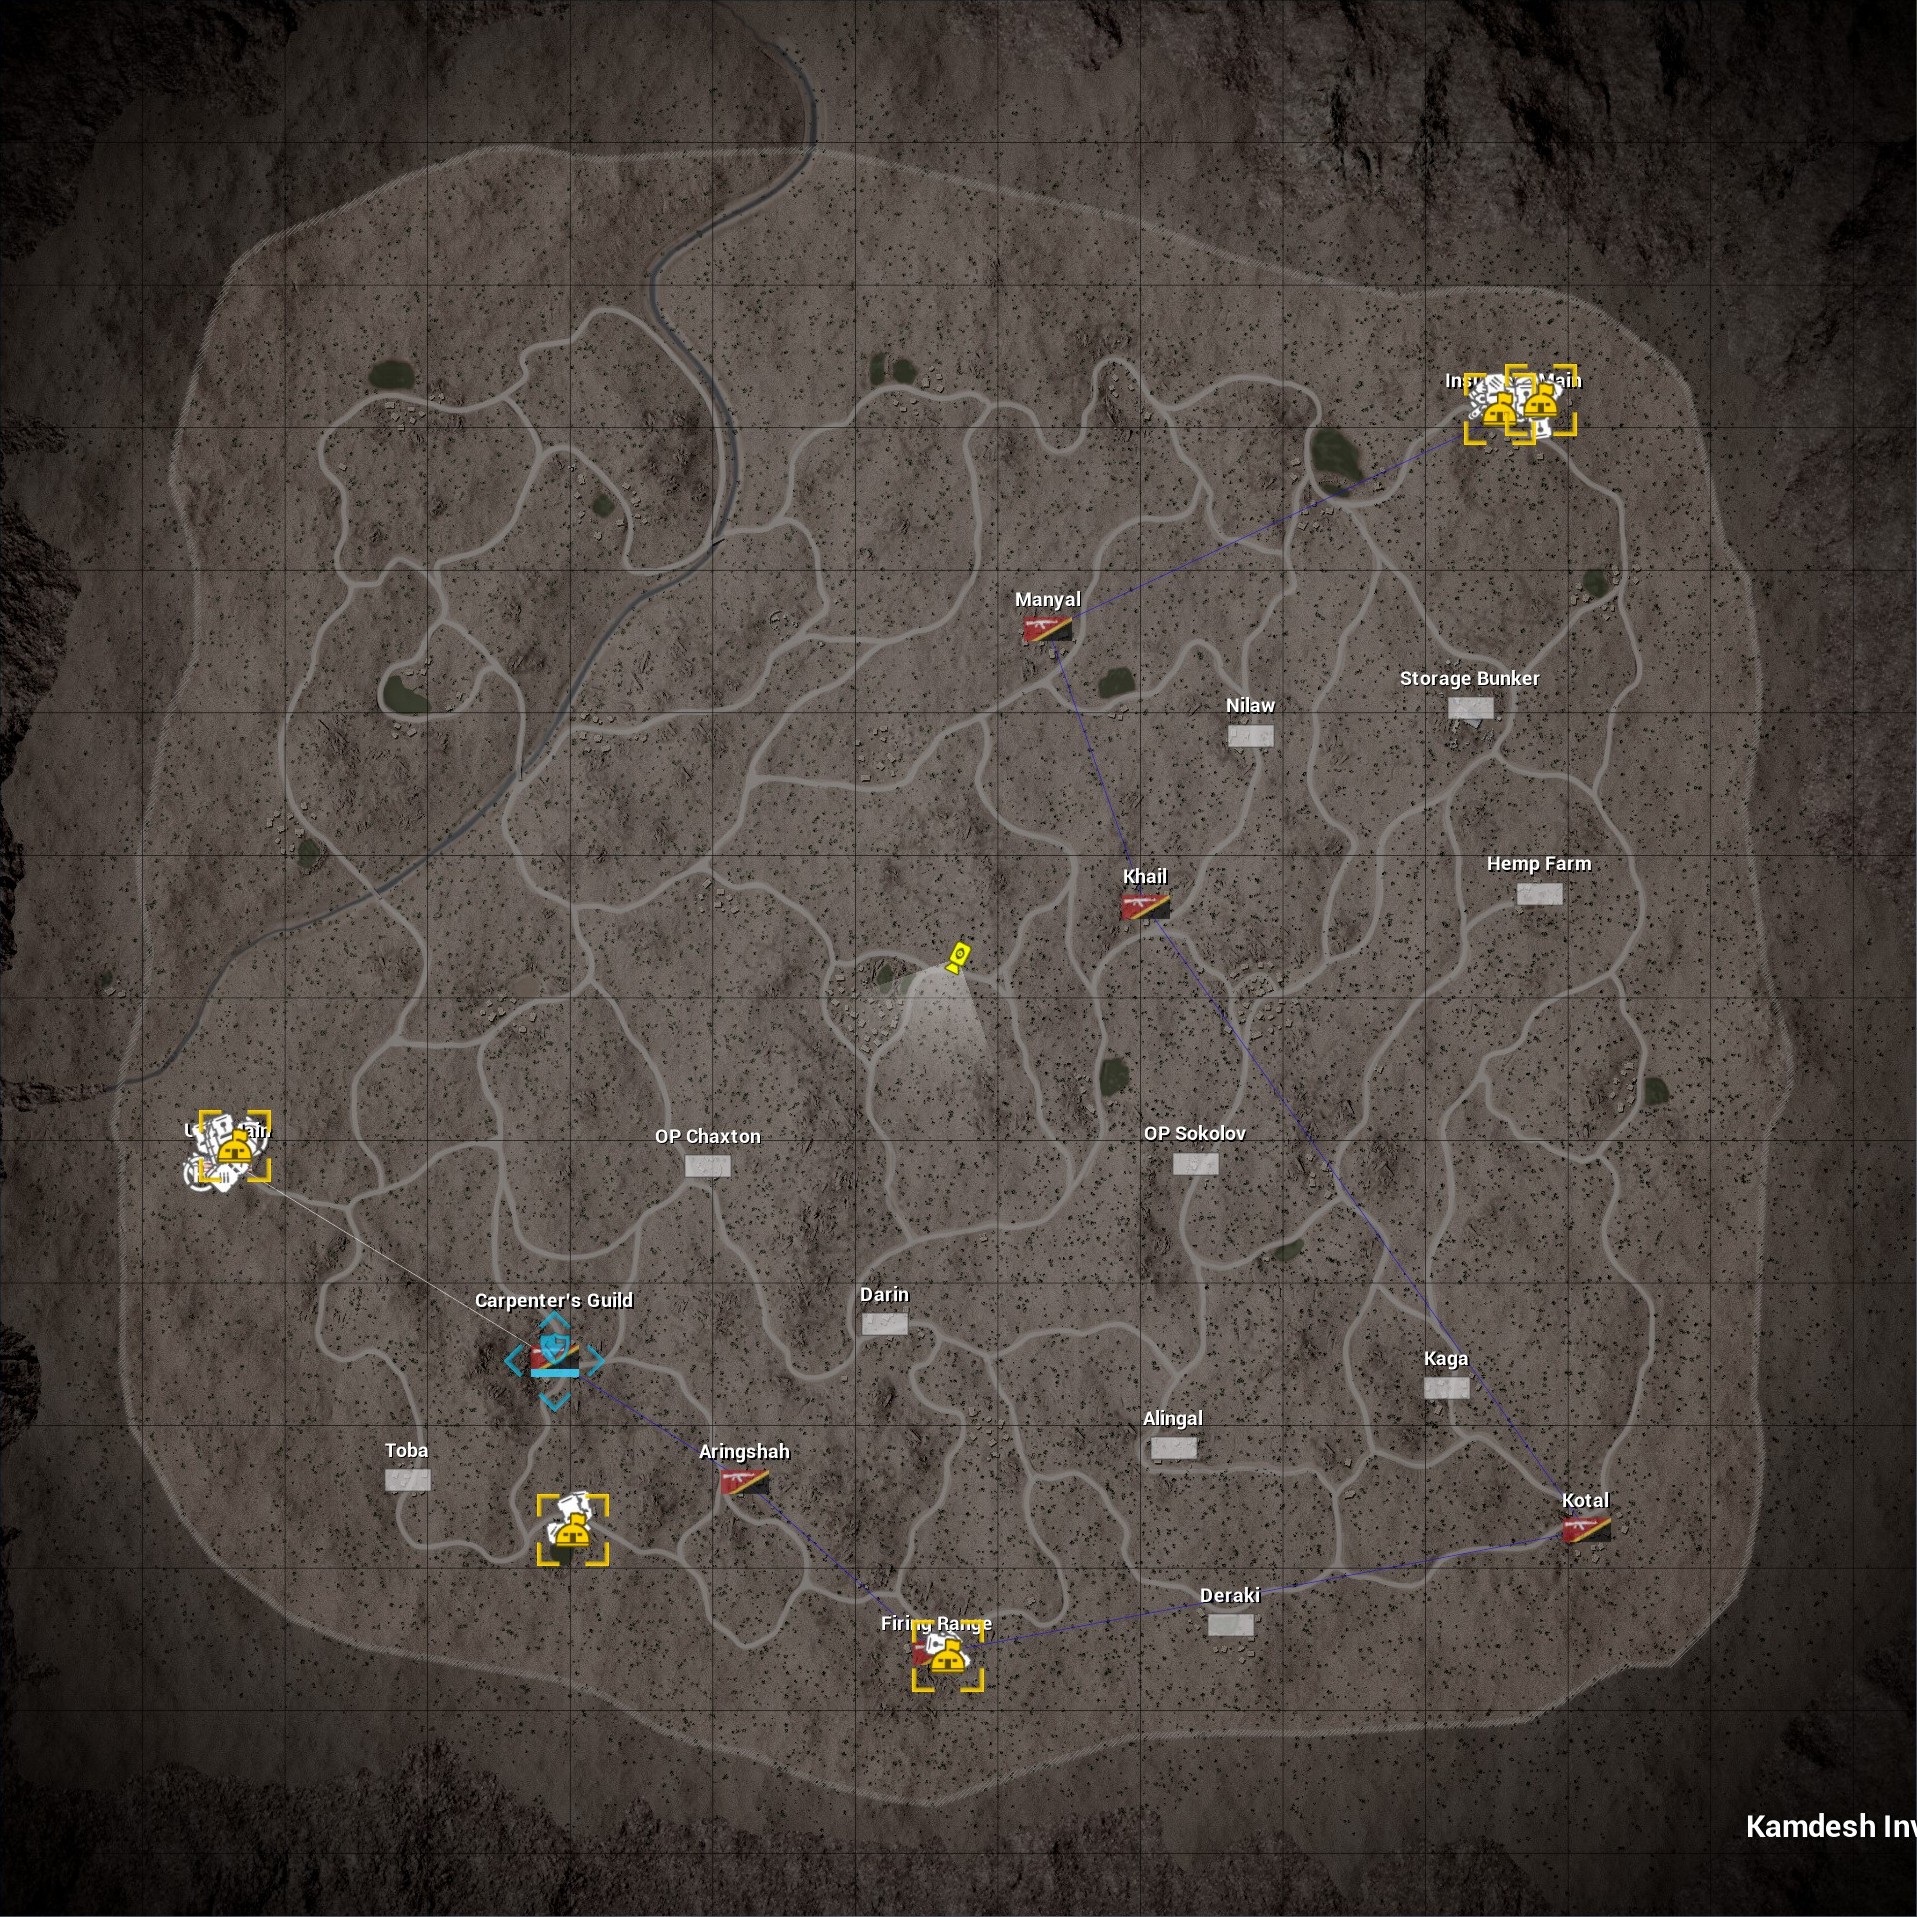 Main
Manyal
Storage Bunker
Nilaw
Hemp Farm
Khail
OP Chaxton
OP Sokolov
Darin
Carpenter's Guild
Kaga
Alingal
Toba
Aringshah
Kotal
Deraki
Firing Range
Kamdesh Inv